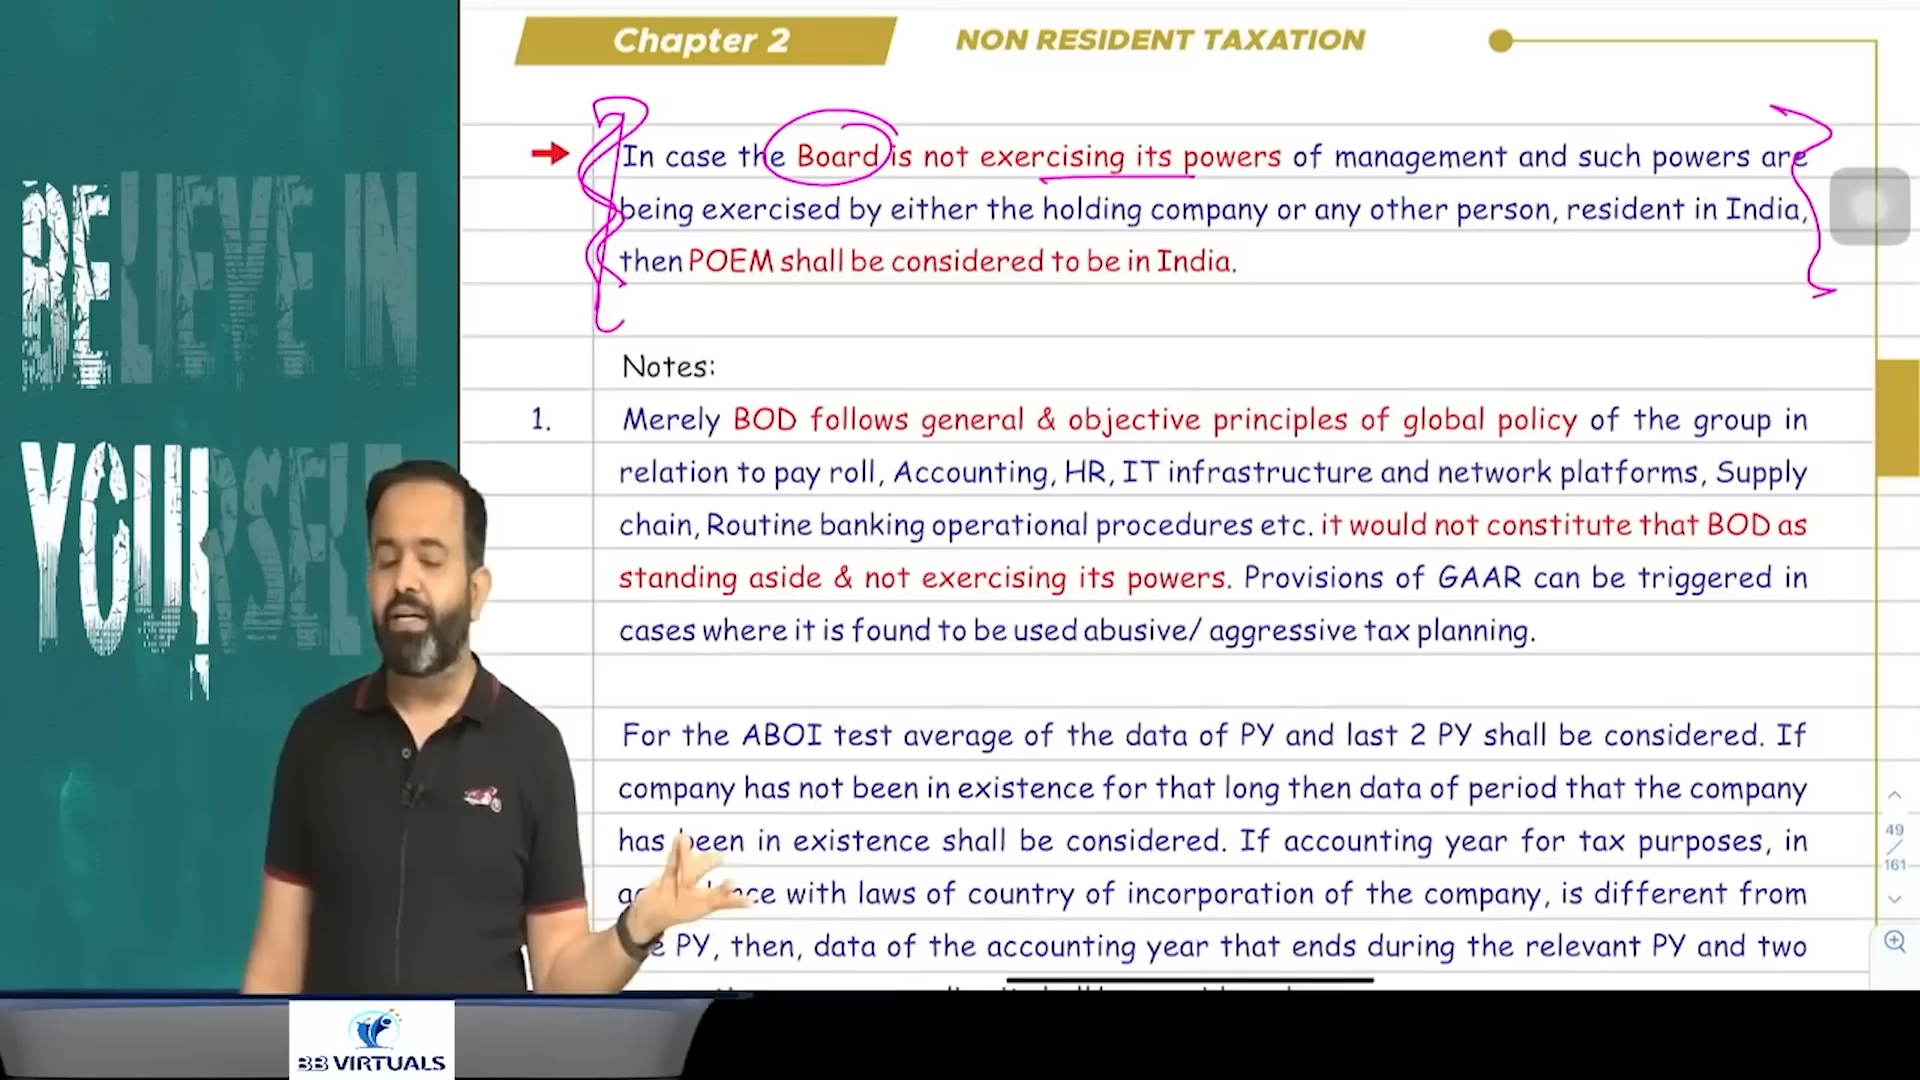 BELIEVE IN
Chapter 2
NON RESIDENT TAXATION
In case the Board is not exercising its powers of management and such powers are
being exercised by either the holding company or any other person, resident in India,
then POEM shall be considered to be in India.
Notes:
1. Merely BOD follows general & objective principles of global policy of the group in
relation to pay roll, Accounting, HR, IT infrastructure and network platforms, Supply
chain, Routine banking operational procedures etc. it would not constitute that BOD as
standing aside & not exercising its powers. Provisions of GAAR can be triggered in
cases where it is found to be used abusive/ aggressive tax planning.
For the ABOI test average of the data of PY and last 2 PY shall be considered. If
company has not been in existence for that long then data of period that the company
has been in existence shall be considered. If accounting year for tax purposes, in
with laws of country of incorporation of the company, is different from
PY, then, data of the accounting year that ends during the relevant PY and two
49
/
161
BB VIRTUALS